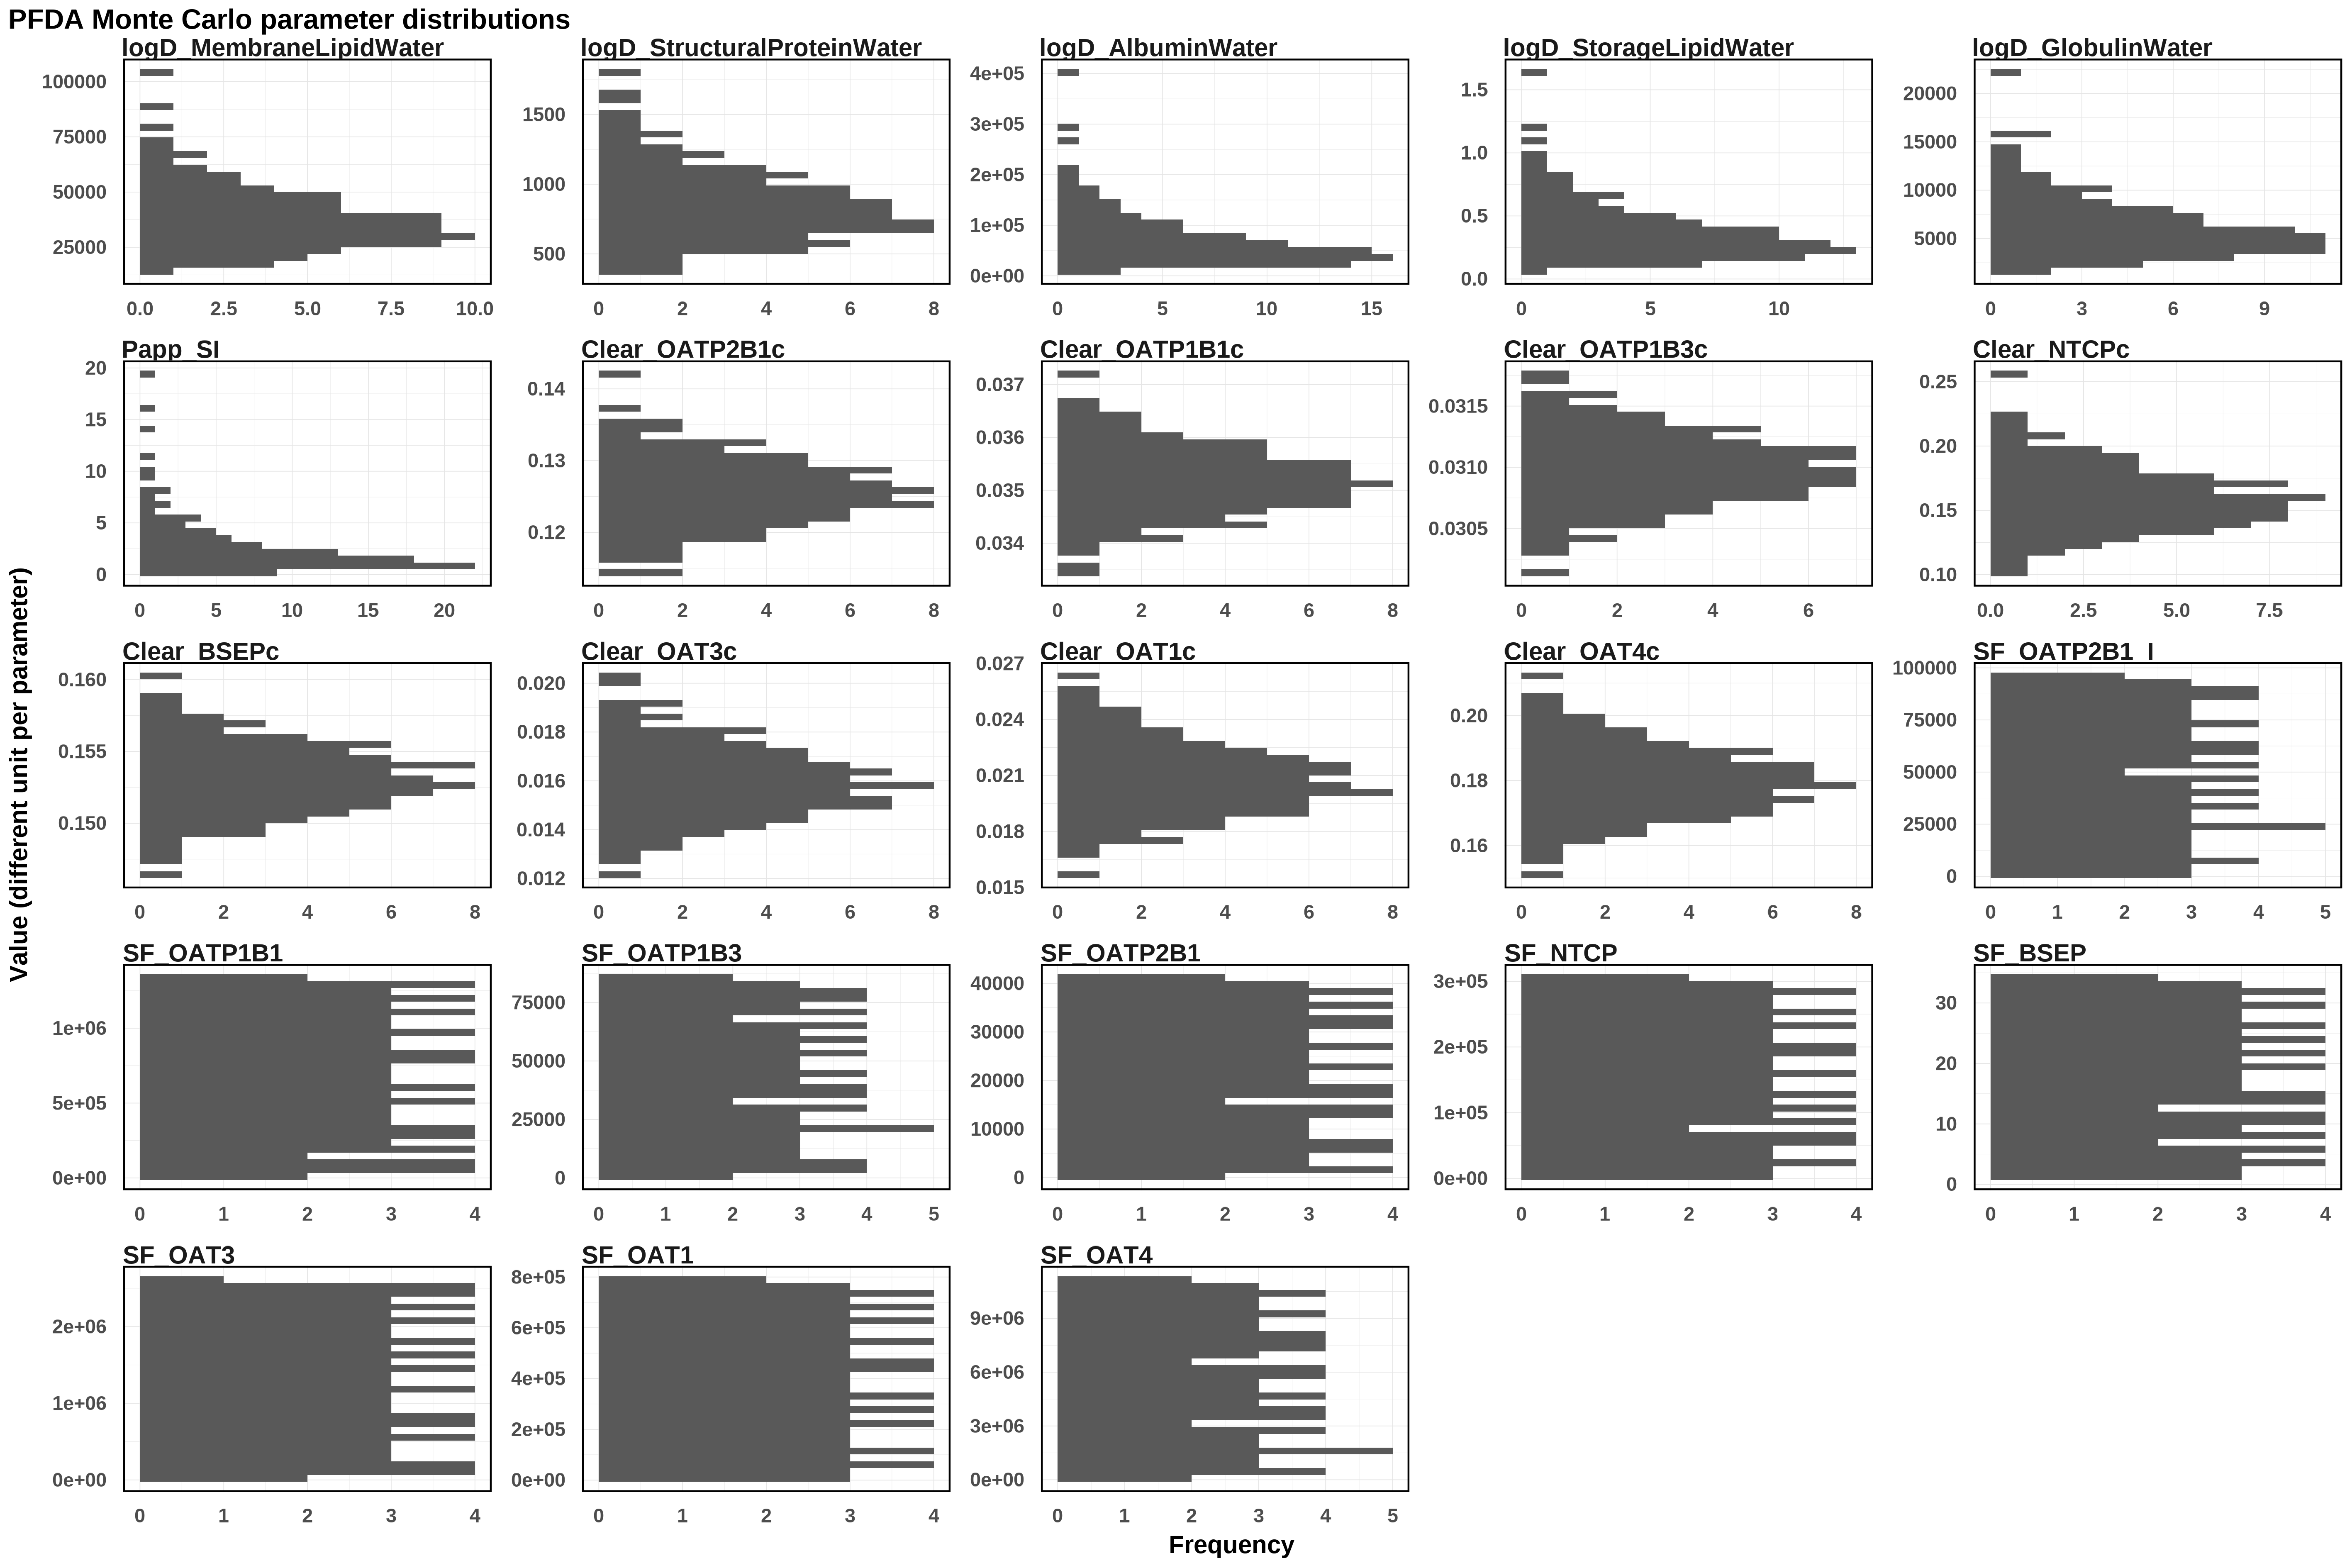 PFDA Monte Carlo parameter distributions
logD_MembraneLipidWater
100000
75000
50000
25000
0.0 2.5 5.0 7.5 10.0
logD_StructuralProteinWater
1500
1000
500
0 2 4 6 8
logD_AlbuminWater
4e+05
3e+05
2e+05
1e+05
0e+00
0 5 10 15
logD_StorageLipidWater
1.5
1.0
0.5
0.0
0 5 10
logD_GlobulinWater
20000
15000
10000
5000
0 3 6 9
Papp_SI
20
15
10
5
0
0 5 10 15 20
Clear_OATP2B1c
0.14
0.13
0.12
0 2 4 6 8
Clear_OATP1B1c
0.037
0.036
0.035
0.034
0 2 4 6 8
Clear_OATP1B3c
0.0315
0.0310
0.0305
0 2 4 6
Clear_NTCPc
0.25
0.20
0.15
0.10
0.0 2.5 5.0 7.5
Value (different unit per parameter)
Clear_BSEPc
0.160
0.155
0.150
0 2 4 6 8
Clear_OAT3c
0.020
0.018
0.016
0.014
0.012
0 2 4 6 8
Clear_OAT1c
0.027
0.024
0.021
0.018
0.015
0 2 4 6 8
Clear_OAT4c
0.20
0.18
0.16
0 2 4 6 8
SF_OATP2B1_I
100000
75000
50000
25000
0
0 1 2 3 4 5
SF_OATP1B1
1e+06
5e+05
0e+00
0 1 2 3 4
SF_OATP1B3
75000
50000
25000
0
0 1 2 3 4 5
SF_OATP2B1
40000
30000
20000
10000
0
0 1 2 3 4
SF_NTCP
3e+05
2e+05
1e+05
0e+00
0 1 2 3 4
SF_BSEP
30
20
10
0
0 1 2 3 4
SF_OAT3
2e+06
1e+06
0e+00
0 1 2 3 4
SF_OAT1
8e+05
6e+05
4e+05
2e+05
0e+00
0 1 2 3 4
SF_OAT4
9e+06
6e+06
3e+06
0e+00
0 1 2 3 4 5
Frequency